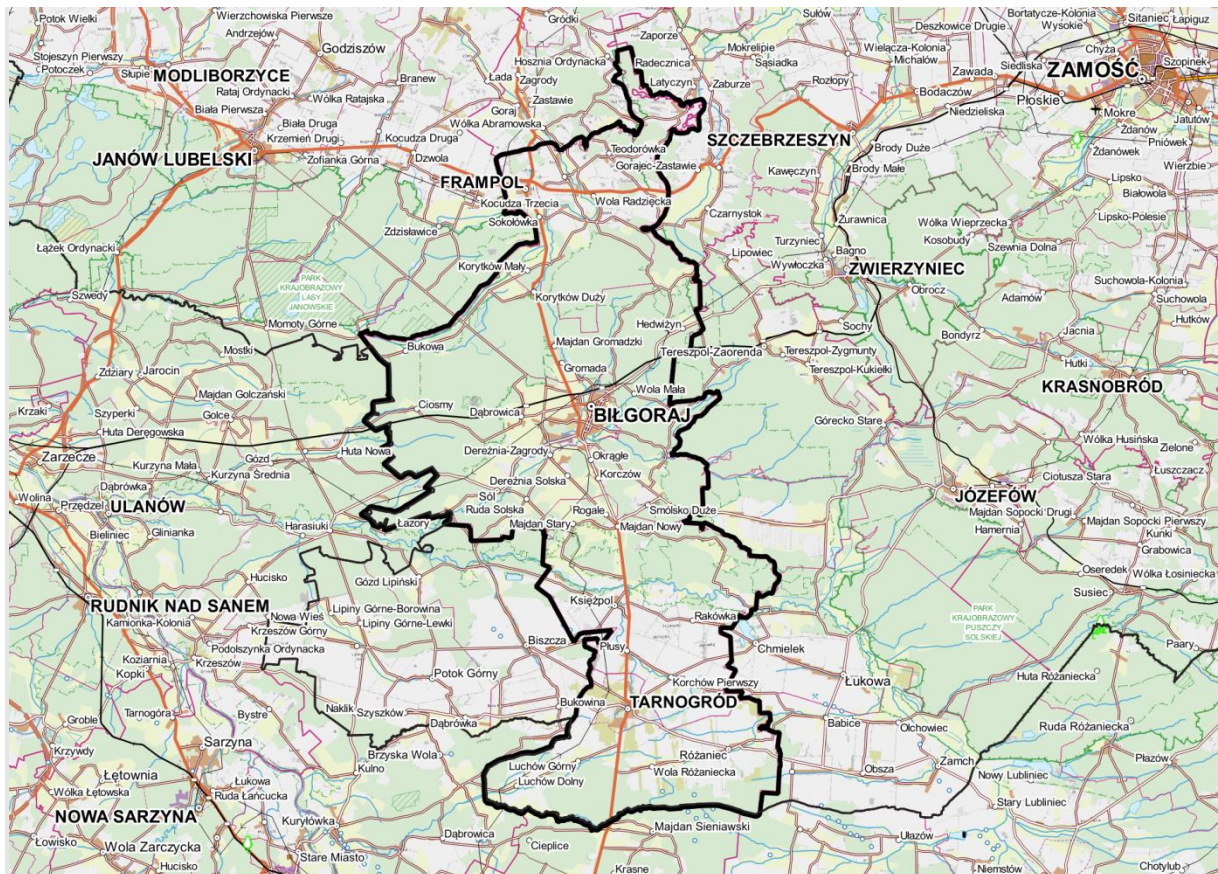 Potok Wielki
Wierzchowiska Pierwsze
Andrzejów
Gródki
Zaporze
Sułów
Bortatycze-Kolonia
Deszkowice Drugie
Wysokie
Sitaniec
Łapiguz
Stojeszyn Pierwszy
Potoczek
Słupie
Godziszów
Hosznia Ordynacka
Radecznica
Mokrelipie
Sąsiadka
Wielącza-Kolonia
Michalów
Siedliska
Chyża
Szopinek
MODLIBORZYCE
Rataj Ordynacki
Branew
Łada
Zagrody
Latyczyn
Zaburze
Rozłopy
Zawada
ZAMOŚĆ
Biała Pierwsza
Wólka Ratajska
Goraj
Zastawie
Bodaczów
Płoskie
Niedzieliska
Mokre
Jatutów
Biała Druga
Krzemień Drugi
Kocudza Druga
Wólka Abramowska
SZCZEBRZESZYN
Żdanów
Pniówek
JANÓW LUBELSKI
Zofianka Górna
Dzwola
Teodorówka
Gorajec-Zastawie
Brody Duże
Żdanówek
Wierzbie
Kawęczyn
Brody Małe
Lipsko
Białowola
FRAMPOL
Kocudza Trzecia
Wola Radzięcka
Czarnystok
Żurawnica
Wólka Wieprzecka
Lipsko-Polesie
Sokołówka
Zdzisławice
Turzyniec
Kosobudy
Szewnia Dolna
Łążek Ordynacki
Lipowiec
Bagno
Wywłoczka
ZWIERZYNIEC
Korytków Mały
Obrocz
Suchowola-Kolonia
PARK
KRAJOBRAZOWY
LASY
JANOWSKIE
Szwedy
Korytków Duży
Adamów
Suchowola
Hutków
Momoty Górne
Hedwiżyn
Sochy
Bondyrz
Jacnia
Mostki
Bukowa
Majdan Gromadzki
Tereszpol-Zaorenda
Tereszpol-Zygmunty
Hutki
Zdziary
Jarocin
Gromada
Tereszpol-Kukiełki
KRASNOBRÓD
Majdan Golczański
Wola Mała
Krzaki
Szyperki
Golce
Ciosmy
Dąbrowica
BIŁGORAJ
Górecko Stare
Huta Deręgowska
Wólka Husińska
Zielone
Zarzecze
Kurzyna Mała
Gózd
Huta Nowa
Dereźnia-Zagrody
Okrągłe
Łuszczacz
Kurzyna Średnia
Korczów
Ciotusza Stara
Wolina
Dąbrówka
Dereźnia Solska
Przędzel
ULANÓW
Sól
Ruda Solska
Rogale
Smólsko Duże
JÓZEFÓW
Majdan Sopocki Drugi
Majdan Sopocki Pierwszy
Bieliniec
Glinianka
Harasiuki
Łazory
Majdan Stary
Majdan Nowy
Hamernia
Kunki
Grabowica
Hucisko
Gózd Lipiński
Oseredek
Wólka Łosiniecka
RUDNIK NAD SANEM
Lipiny Górne-Borowina
Księżpol
Susiec
Kamionka-Kolonia
Nowa Wieś
Lipiny Górne-Lewki
Rakówka
PARK
KRAJOBRAZOWY
PUSZCZY
SOLSKIEJ
Krzeszów Górny
Podolszynka Ordynacka
Biszcza
Płusy
Chmielek
Paary
Koziarnia
Krzeszów
Kopki
Potok Górny
Korchów Pierwszy
Łukowa
Huta Różaniecka
Naklik
Szyszków
Bukowina
TARNOGRÓD
Groble
Tarnogóra
Bystre
Dąbrówka
Babice
Olchowiec
Ruda Różaniecka
Krzywdy
Sarzyna
Brzyska Wola
Kulno
Luchów Górny
Różaniec
Zamch
Płazów
Łętownia
Łukowa
Luchów Dolny
Wola Różaniecka
Obsza
Nowy Lubliniec
Wólka Łętowska
Ruda Łańcucka
Stary Lubliniec
NOWA SARZYNA
Kuryłówka
Dąbrowica
Majdan Sieniawski
Ułazów
Łowisko
Wola Zarczycka
Cieplice
Hucisko
Stare Miasto
Krasne
Niemstów
Chotylub